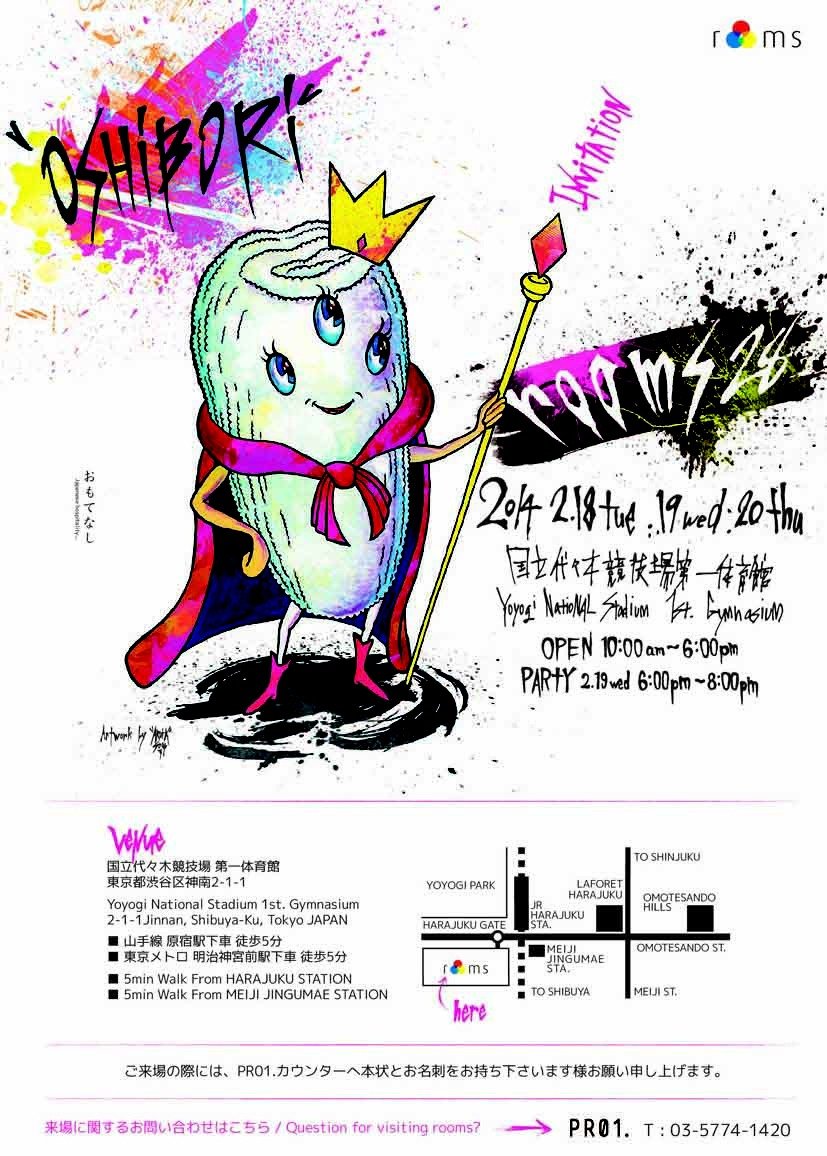 rooms
"OSHiBORi"
Invitation
rooms 28
おもてなし
Japanese hospitality...
2014 2.18 tue : 19 wed : 20 thu
国立代々木競技場第一体育館
Yoyogi National Stadium 1st. Gymnasium
OPEN 10:00am~6:00pm
PARTY 2.19 wed 6:00pm~8:00pm
Artwork by
Venue
国立代々木競技場 第一体育館
東京都渋谷区神南2-1-1
Yoyogi National Stadium 1st. Gymnasium
2-1-1Jinnan, Shibuya-Ku, Tokyo JAPAN
■ 山手線 原宿駅下車 徒歩5分
■ 東京メトロ 明治神宮前駅下車 徒歩5分
■ 5min Walk From HARAJUKU STATION
■ 5min Walk From MEIJI JINGUMAE STATION
TO SHINJUKU
YOYOGI PARK
LAFORET
HARAJUKU
OMOTESANDO
HILLS
JR
HARAJUKU
STA.
HARAJUKU GATE
MEIJI
JINGUMAE
STA.
OMOTESANDO ST.
rooms
TO SHIBUYA
MEIJI ST.
here
ご来場の際には、PR01.カウンターへ本状とお名刺をお持ち下さいます様お願い申し上げます。
来場に関するお問い合わせはこちら / Question for visiting rooms?
PR01. T : 03-5774-1420